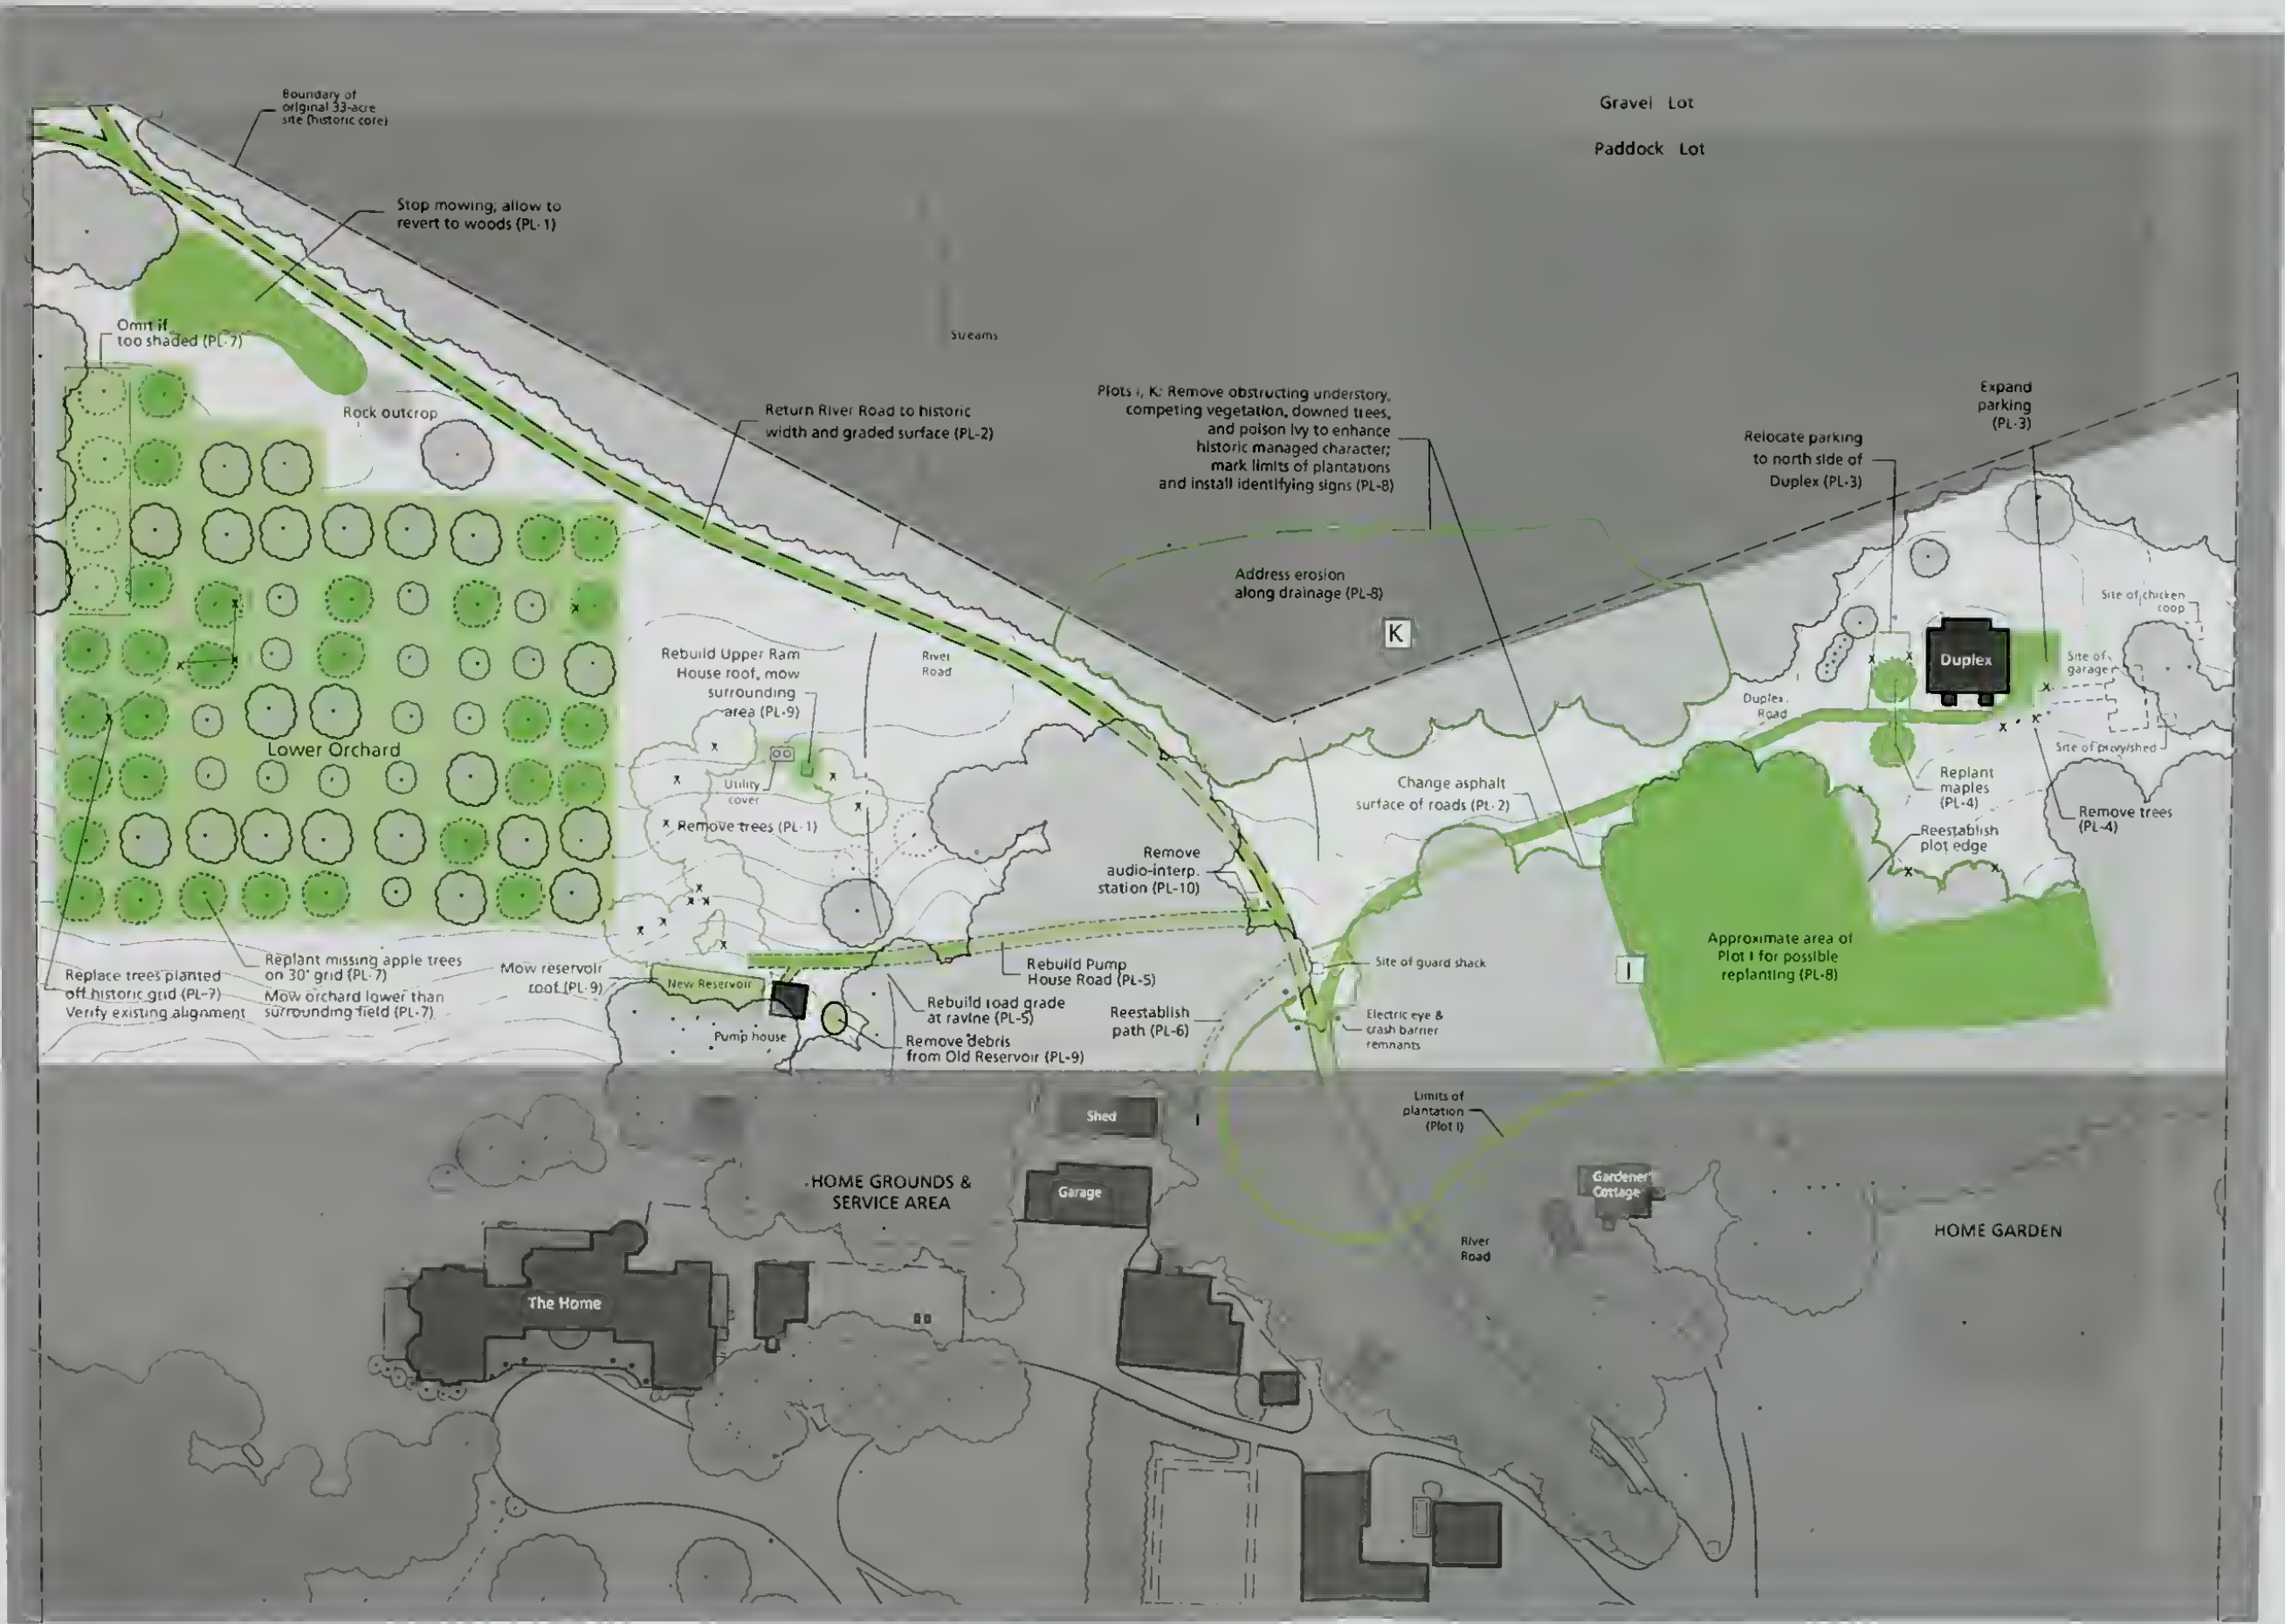 Boundary of
original 33-acre
site (historic core)
Gravel Lot
Paddock Lot
Stop mowing; allow to
revert to woods (PL-1)
Omit if
too shaded (PL-7)
Streams
Rock outcrop
Return River Road to historic
width and graded surface (PL-2)
Plots I, K: Remove obstructing understory,
competing vegetation, downed trees,
and poison ivy to enhance
historic managed character;
mark limits of plantations
and install identifying signs (PL-8)
Expand
parking
(PL-3)
Relocate parking
to north side of
Duplex (PL-3)
Address erosion
along drainage (PL-8)
K
Site of chicken
coop
Duplex
Site of
garage
Duplex
Road
Site of privy/shed
Rebuild Upper Ram
House roof, mow
surrounding
area (PL-9)
River
Road
Lower Orchard
Utility
cover
Remove trees (PL-1)
Change asphalt
surface of roads (PL-2)
Replant
maples
(PL-4)
Remove trees
(PL-4)
Reestablish
plot edge
Remove
audio-interp.
station (PL-10)
Approximate area of
Plot I for possible
replanting (PL-8)
I
Replace trees planted
off historic grid (PL-7)
Verify existing alignment
Replant missing apple trees
on 30' grid (PL-7)
Mow orchard lower than
surrounding field (PL-7)
Mow reservoir
roof (PL-9)
New Reservoir
Pump house
Rebuild Pump
House Road (PL-5)
Rebuild road grade
at ravine (PL-5)
Remove debris
from Old Reservoir (PL-9)
Reestablish
path (PL-6)
Site of guard shack
Electric eye &
crash barrier
remnants
Limits of
plantation
(Plot I)
Shed
HOME GROUNDS &
SERVICE AREA
Garage
Gardener's
Cottage
HOME GARDEN
River
Road
The Home